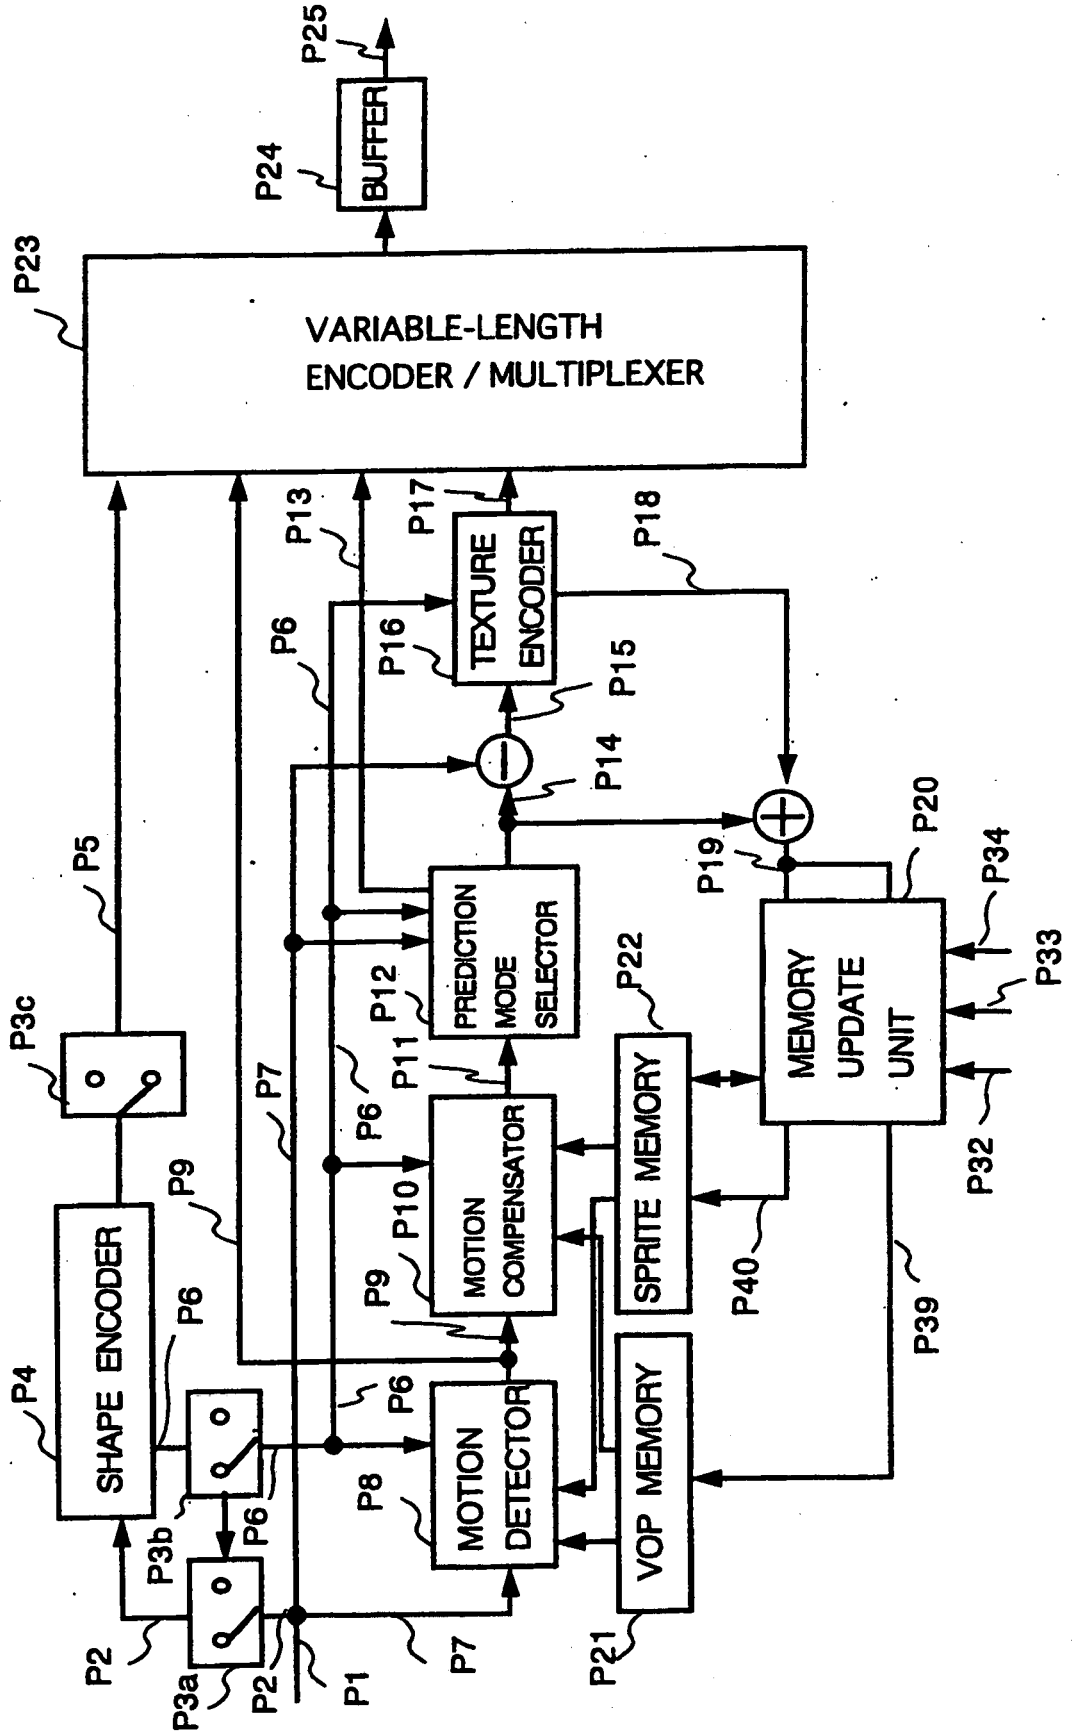 P23
P24
P25
BUFFER
VARIABLE-LENGTH
ENCODER / MULTIPLEXER
P3c
P5
P4
SHAPE ENCODER
P9
P13
P6
P2
P3b
P6
P6
P3a
P2
P1
P7
P7
P6
P6
P8
MOTION
DETECTOR
P9
P10
MOTION
COMPENSATOR
P11
P12
PREDICTION
MODE
SELECTOR
P14
P15
P16
TEXTURE
ENCODER
P17
P18
P19
P20
P21
VOP MEMORY
P22
SPRITE MEMORY
MEMORY
UPDATE
UNIT
P40
P39
P32
P33
P34